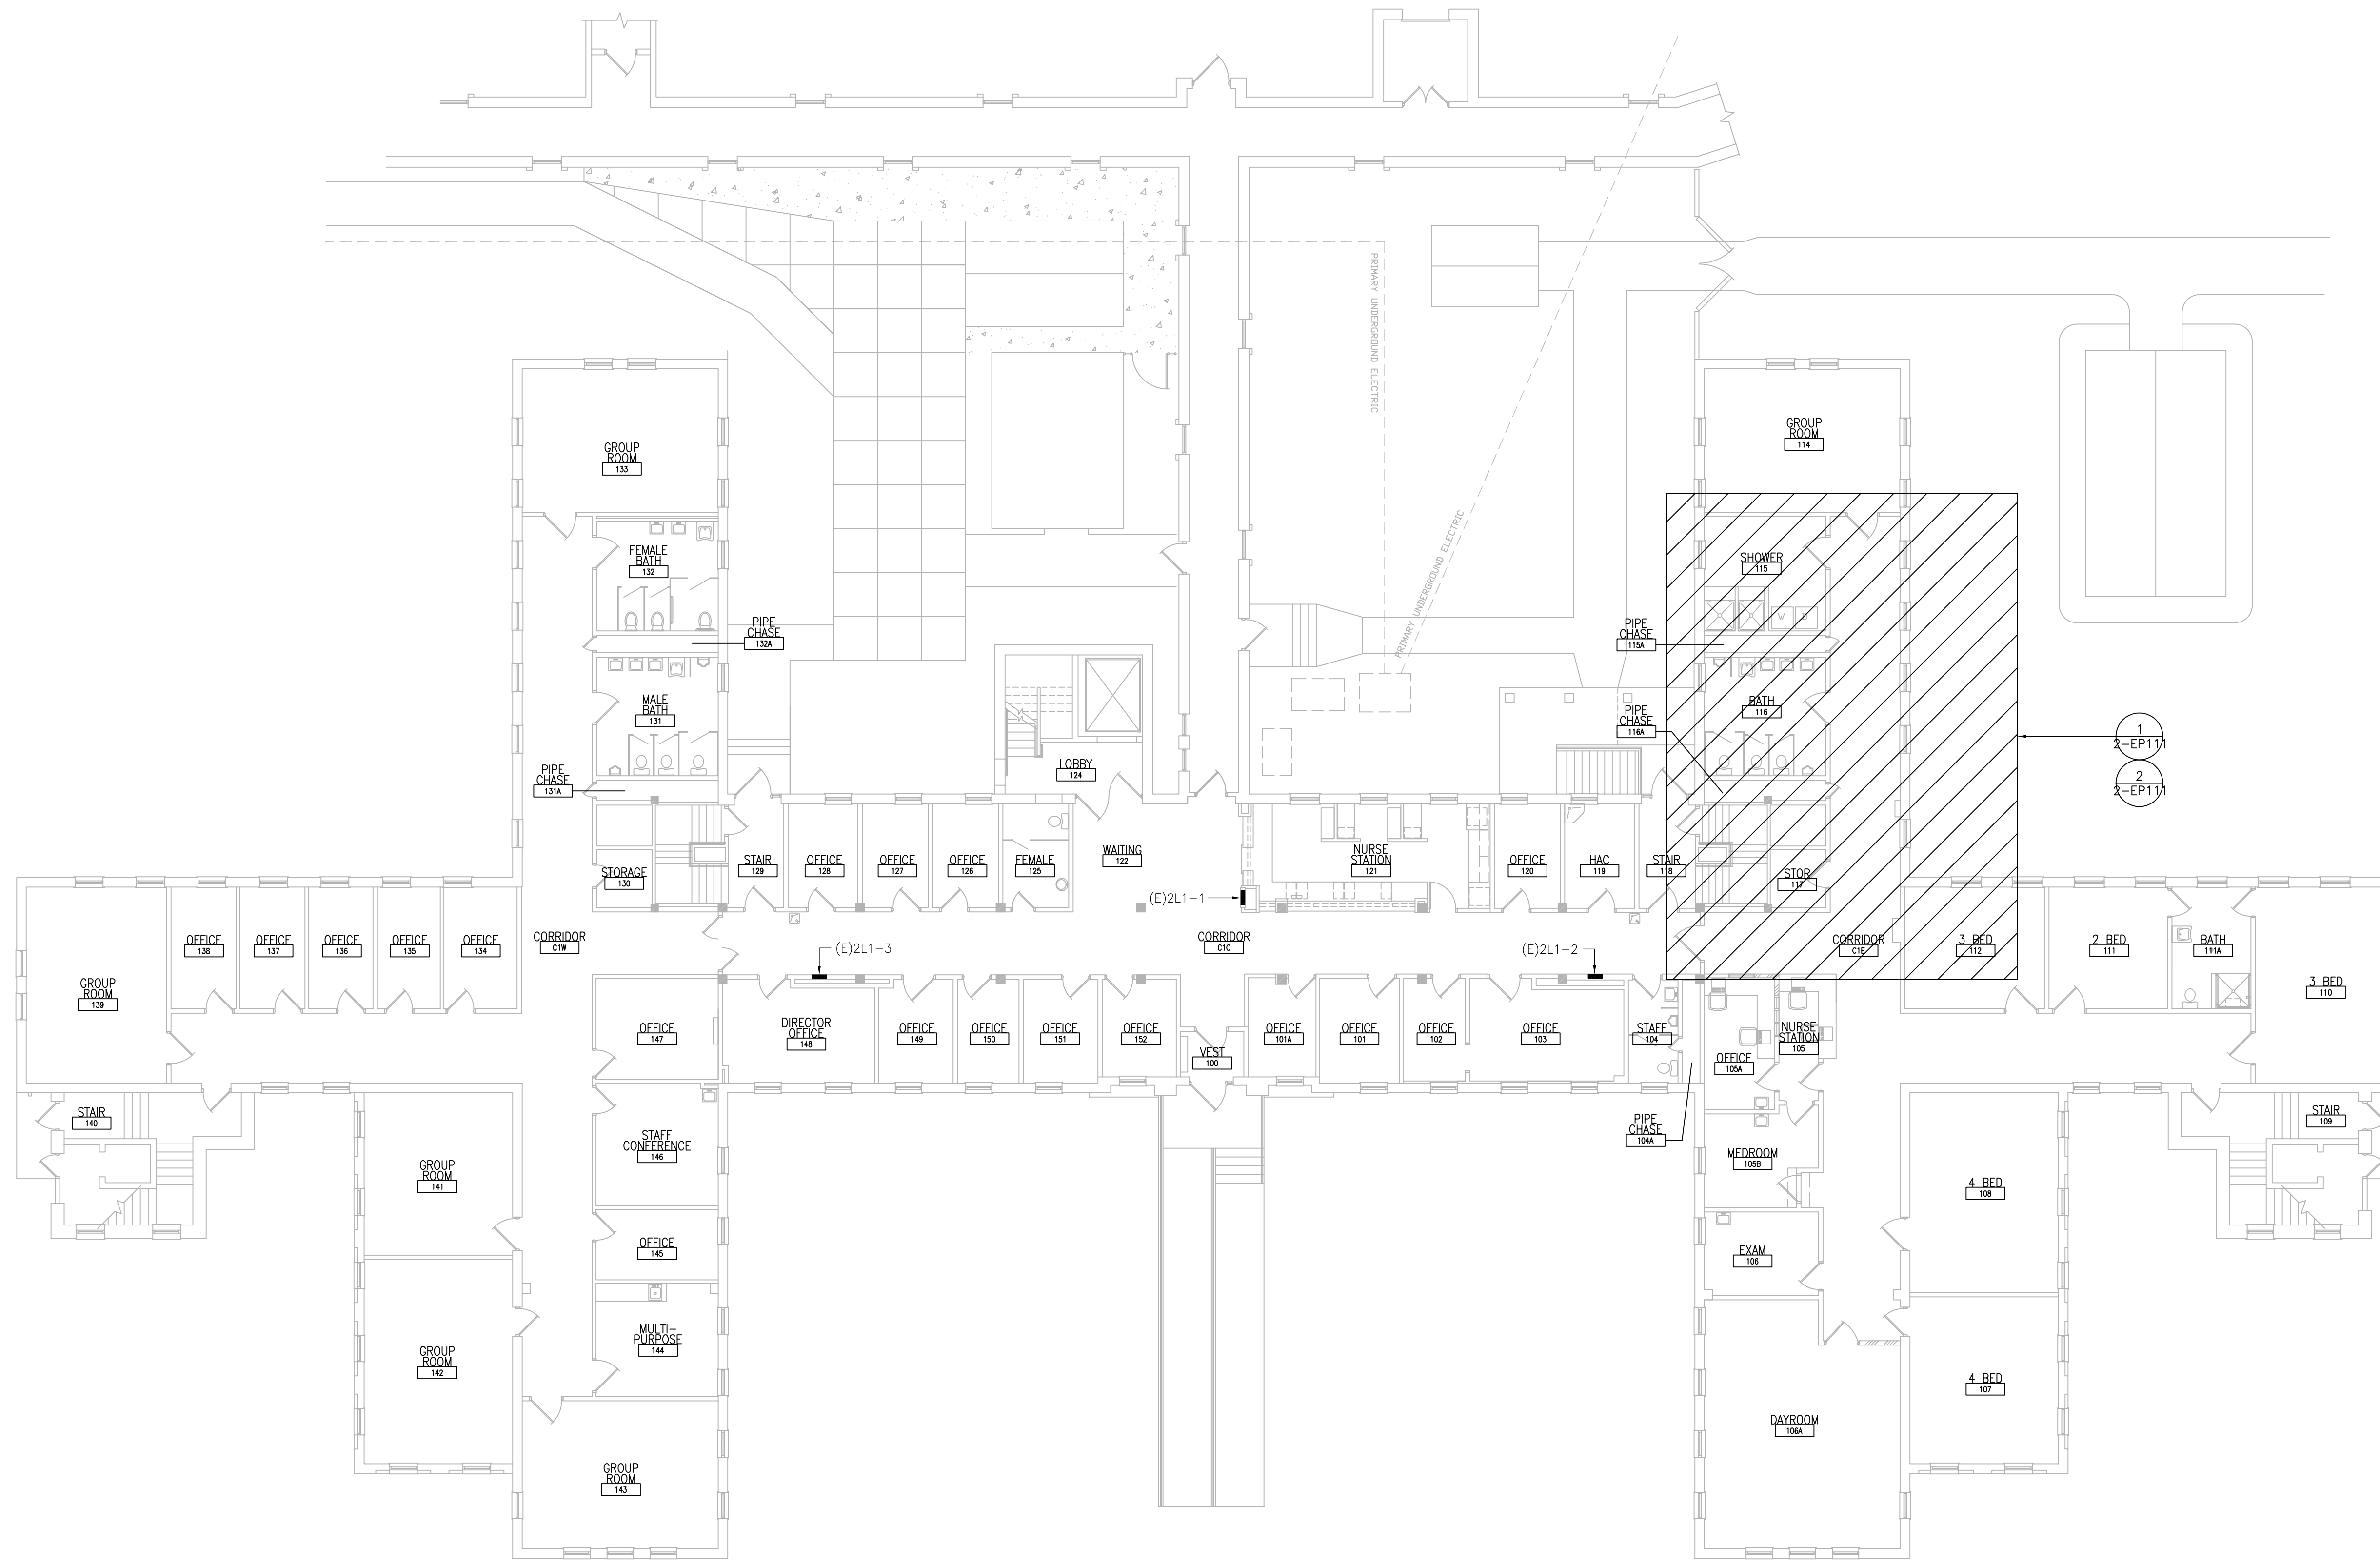 PRIMARY UNDERGROUND ELECTRIC
PRIMARY UNDERGROUND ELECTRIC
GROUP
ROOM
133
GROUP
ROOM
114
FEMALE
BATH
132
SHOWER
115
W
D
PIPE
CHASE
132A
PIPE
CHASE
115A
MALE
BATH
131
BATH
116
PIPE
CHASE
116A
1
2-EP111
2
2-EP111
PIPE
CHASE
131A
LOBBY
124
STORAGE
130
STAIR
129
OFFICE
128
OFFICE
127
OFFICE
126
FEMALE
125
WAITING
122
NURSE
STATION
121
OFFICE
120
HAC
119
STAIR
118
STOR
117
(E)2L1-1
OFFICE
138
OFFICE
137
OFFICE
136
OFFICE
135
OFFICE
134
CORRIDOR
C1W
(E)2L1-3
CORRIDOR
C1C
(E)2L1-2
CORRIDOR
C1E
3 BED
112
2 BED
111
BATH
111A
GROUP
ROOM
139
3 BED
110
OFFICE
147
DIRECTOR
OFFICE
148
OFFICE
149
OFFICE
150
OFFICE
151
OFFICE
152
VEST
100
OFFICE
101A
OFFICE
101
OFFICE
102
OFFICE
103
STAFF
104
OFFICE
105A
NURSE
STATION
105
STAIR
140
PIPE
CHASE
104A
STAIR
109
STAFF
CONFERENCE
146
MEDROOM
105B
GROUP
ROOM
141
4 BED
108
OFFICE
145
EXAM
106
MULTI-
PURPOSE
144
GROUP
ROOM
142
4 BED
107
DAYROOM
106A
GROUP
ROOM
143